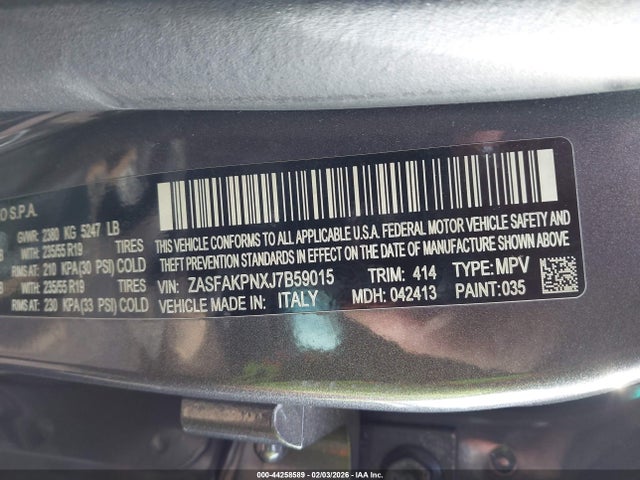 O S.P.A.
GVWR: 2380 KG 5247 LB
WITH 235/55 R19 TIRES
RIMS AT: 210 KPA (30 PSI) COLD
WITH 235/55 R19 TIRES
RIMS AT: 230 KPA (33 PSI) COLD
THIS VEHICLE CONFORMS TO ALL APPLICABLE U.S.A. FEDERAL MOTOR VEHICLE SAFETY AND
THEFT PREVENTION STANDARDS IN EFFECT ON THE DATE OF MANUFACTURE SHOWN ABOVE.
VIN: ZASFAKPNXJ7B59015 TRIM: 414 TYPE: MPV
VEHICLE MADE IN: ITALY MDH: 042413 PAINT: 035
000-44258589 - 02/03/2026 - IAA Inc.